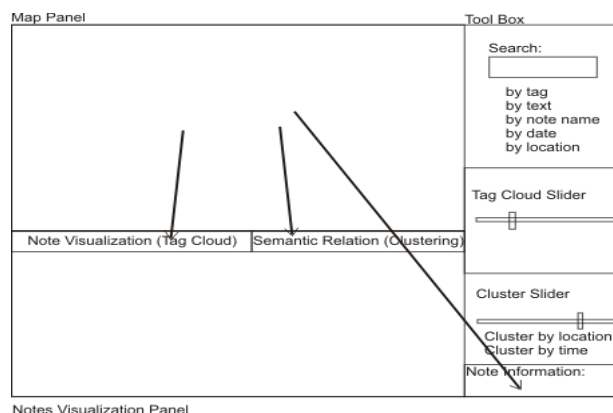 Map Panel
Tool Box
Search:
by tag
by text
by note name
by date
by location
Tag Cloud Slider
Note Visualization (Tag Cloud)
Semantic Relation (Clustering)
Cluster Slider
Cluster by location
Cluster by time
Note Information:
Notes Visualization Panel